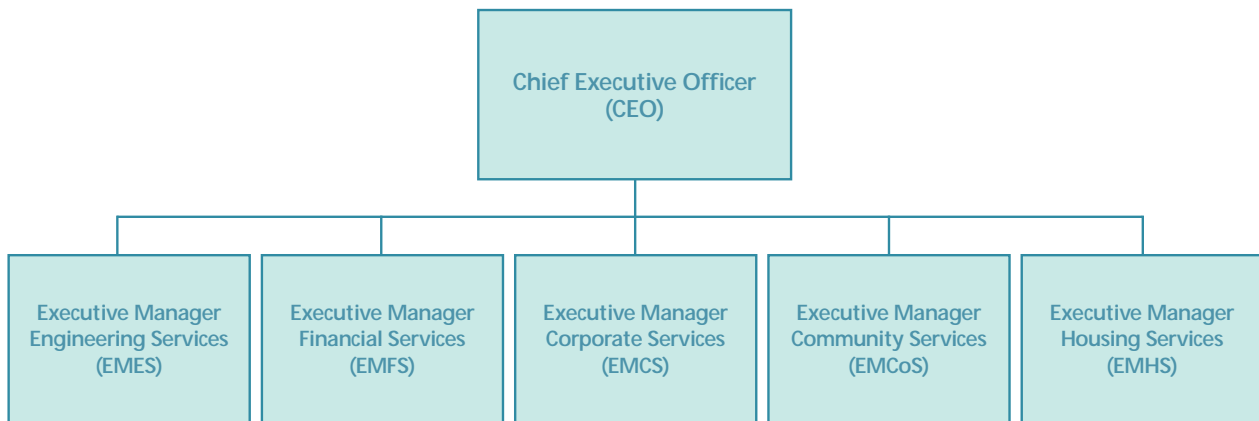 Chief Executive Officer
(CEO)
Executive Manager
Engineering Services
(EMES)
Executive Manager
Financial Services
(EMFS)
Executive Manager
Corporate Services
(EMCS)
Executive Manager
Community Services
(EMCoS)
Executive Manager
Housing Services
(EMHS)